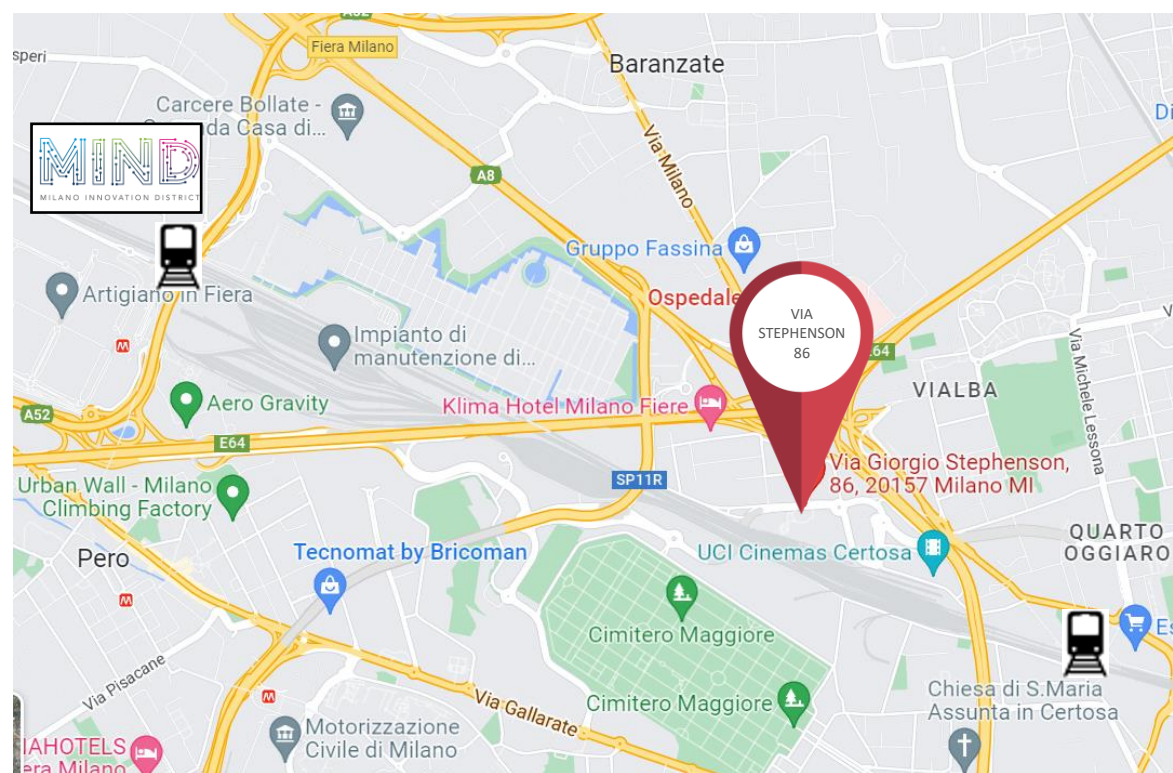 Fiera Milano
speri
Baranzate
Carcere Bollate -
da Casa di...
MIND
MILANO INNOVATION DISTRICT
Via Milano
A8
Gruppo Fassina
Artigiano in Fiera
Ospedale
VIA
STEPHENSON
86
E64
Impianto di
manutenzione di...
M
VIALBA
Via Michele Lessona
Aero Gravity
Klima Hotel Milano Fiere
A52
E64
Via Giorgio Stephenson,
86, 20157 Milano MI
SP11R
Urban Wall - Milano
Climbing Factory
QUARTO
OGGIARO
Pero
Tecnomat by Bricoman
UCI Cinemas Certosa
M
Cimitero Maggiore
Es
Via Pisacane
M
Via Gallarate
Cimitero Maggiore
Chiesa di S.Maria
Assunta in Certosa
Motorizzazione
Civile di Milano
IAHOTELS
era Milano